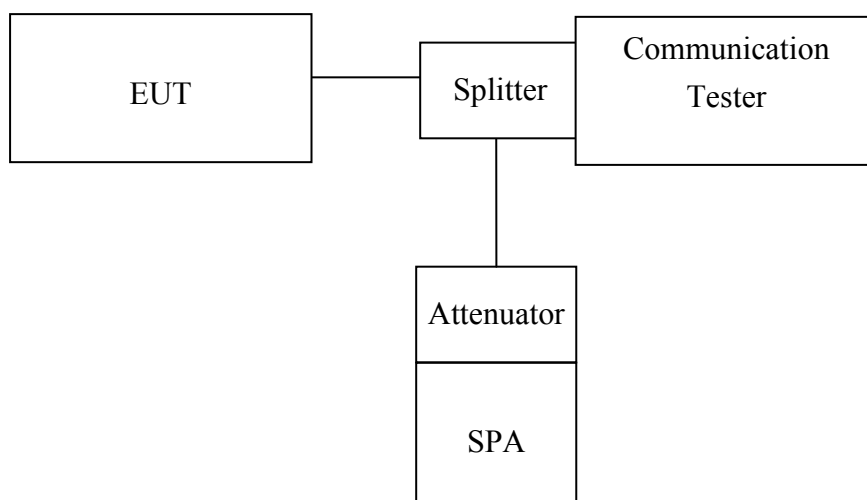 EUT
Splitter
Communication
Tester
Attenuator
SPA